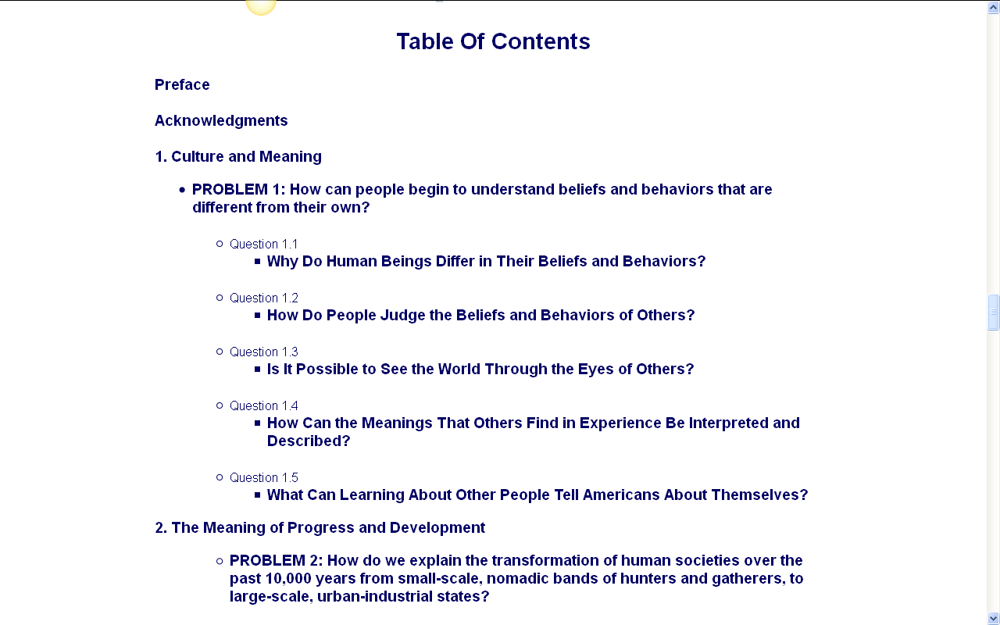 Table Of Contents
Preface
Acknowledgments
1. Culture and Meaning
PROBLEM 1: How can people begin to understand beliefs and behaviors that are
different from their own?
Question 1.1
Why Do Human Beings Differ in Their Beliefs and Behaviors?
Question 1.2
How Do People Judge the Beliefs and Behaviors of Others?
Question 1.3
Is It Possible to See the World Through the Eyes of Others?
Question 1.4
How Can the Meanings That Others Find in Experience Be Interpreted and
Described?
Question 1.5
What Can Learning About Other People Tell Americans About Themselves?
2. The Meaning of Progress and Development
PROBLEM 2: How do we explain the transformation of human societies over the
past 10,000 years from small-scale, nomadic bands of hunters and gatherers, to
large-scale, urban-industrial states?